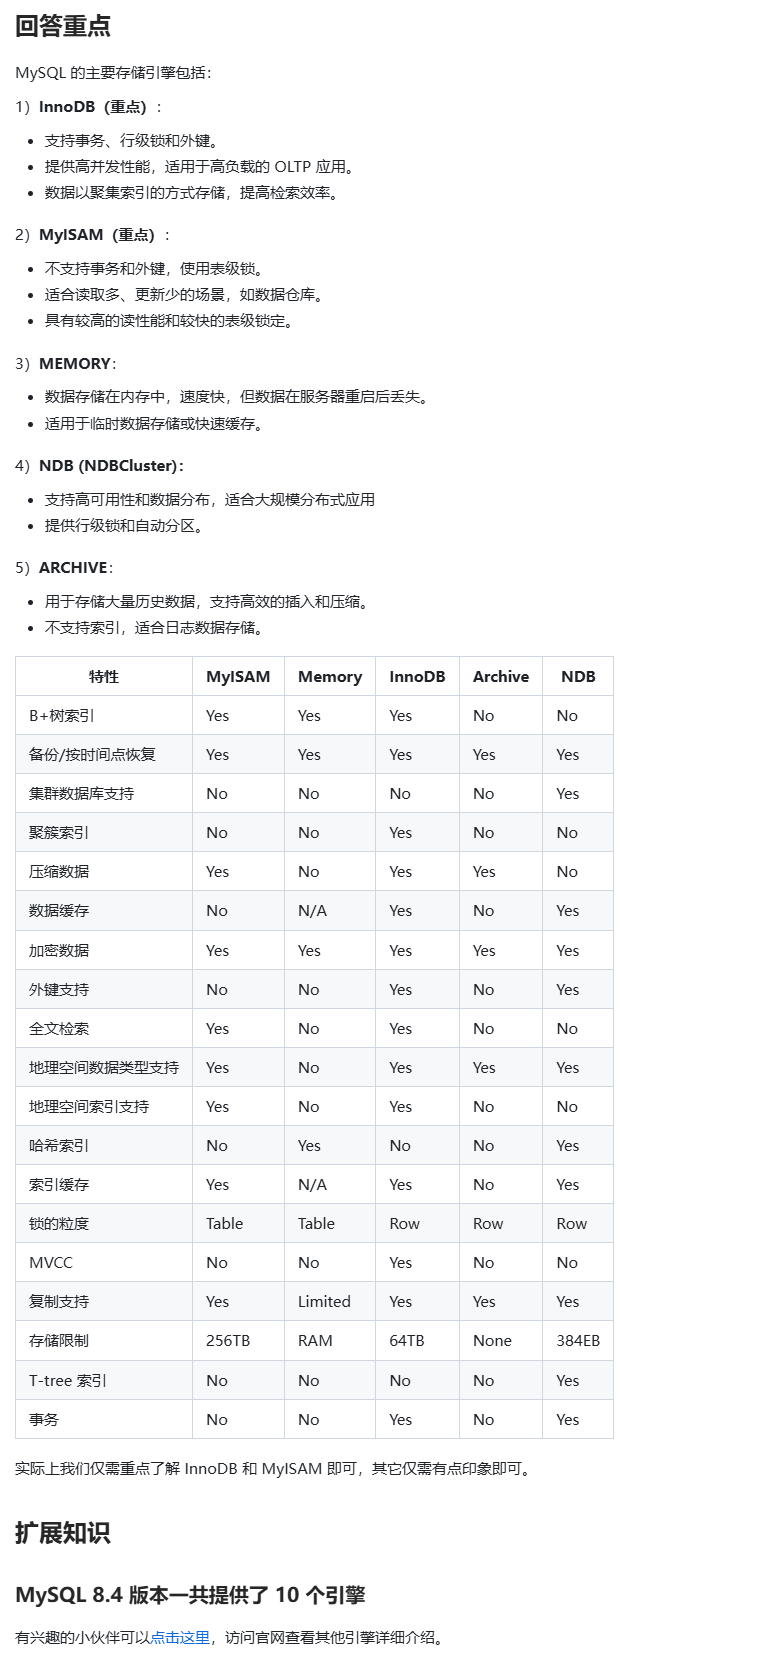 回答重点
MySQL 的主要存储引擎包括：
1）InnoDB（重点）：
支持事务、行级锁和外键。
提供高并发性能，适用于高负载的 OLTP 应用。
数据以聚集索引的方式存储，提高检索效率。
2）MyISAM（重点）：
不支持事务和外键，使用表级锁。
适合读取多、更新少的场景，如数据仓库。
具有较高的读性能和较快的表级锁定。
3）MEMORY：
数据存储在内存中，速度快，但数据在服务器重启后丢失。
适用于临时数据存储或快速缓存。
4）NDB (NDBCluster)：
支持高可用性和数据分布，适合大规模分布式应用
提供行级锁和自动分区。
5）ARCHIVE：
用于存储大量历史数据，支持高效的插入和压缩。
不支持索引，适合日志数据存储。
特性 MyISAM Memory InnoDB Archive NDB
B+树索引 Yes Yes Yes No No
备份/按时间点恢复 Yes Yes Yes Yes Yes
集群数据库支持 No No No No Yes
聚簇索引 No No Yes No No
压缩数据 Yes No Yes Yes No
数据缓存 No N/A Yes No Yes
加密数据 Yes Yes Yes Yes Yes
外键支持 No No Yes No Yes
全文检索 Yes No Yes No No
地理空间数据类型支持 Yes No Yes Yes Yes
地理空间索引支持 Yes No Yes No No
哈希索引 No Yes No No Yes
索引缓存 Yes N/A Yes No Yes
锁的粒度 Table Table Row Row Row
MVCC No No Yes No No
复制支持 Yes Limited Yes Yes Yes
存储限制 256TB RAM 64TB None 384EB
T-tree 索引 No No No No Yes
事务 No No Yes No Yes
实际上我们仅需重点了解 InnoDB 和 MyISAM 即可，其它仅需有点印象即可。
扩展知识
MySQL 8.4 版本一共提供了 10 个引擎
有兴趣的小伙伴可以点击这里，访问官网查看其他引擎详细介绍。